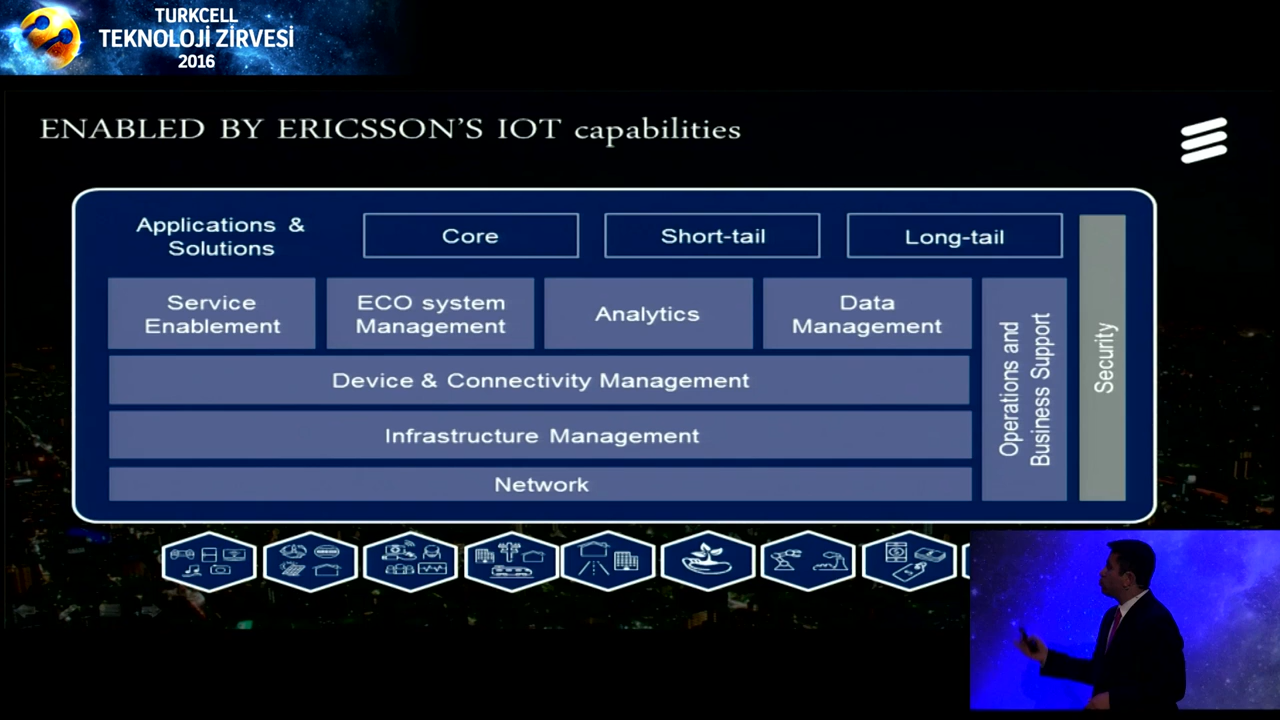 TURKCELL
TEKNOLOJİ ZİRVESİ
2016
ENABLED BY ERICSSON'S IOT capabilities
Applications &
Solutions
Core
Short-tail
Long-tail
Service
Enablement
ECO system
Management
Analytics
Data
Management
Device & Connectivity Management
Infrastructure Management
Network
Operations and
Business Support
Security